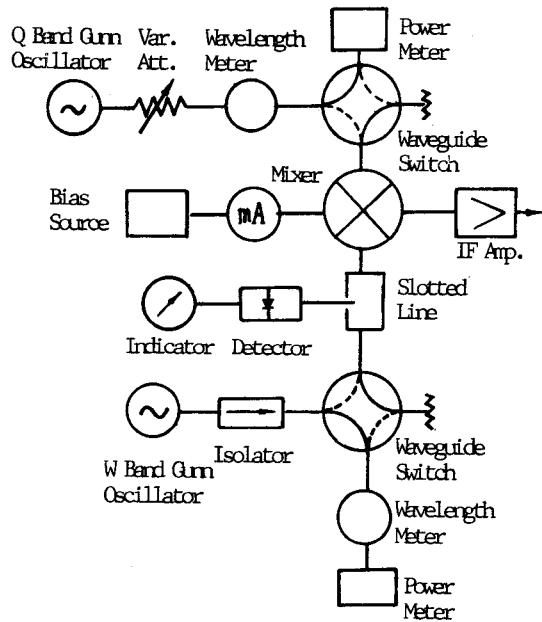 Q Band Gunn
Oscillator
Var.
Att.
Wavelength
Meter
Power
Meter
Waveguide
Switch
Mixer
Bias
Source
mA
IF Amp.
Slotted
Line
Indicator
Detector
W Band Gunn
Oscillator
Isolator
Waveguide
Switch
Wavelength
Meter
Power
Meter